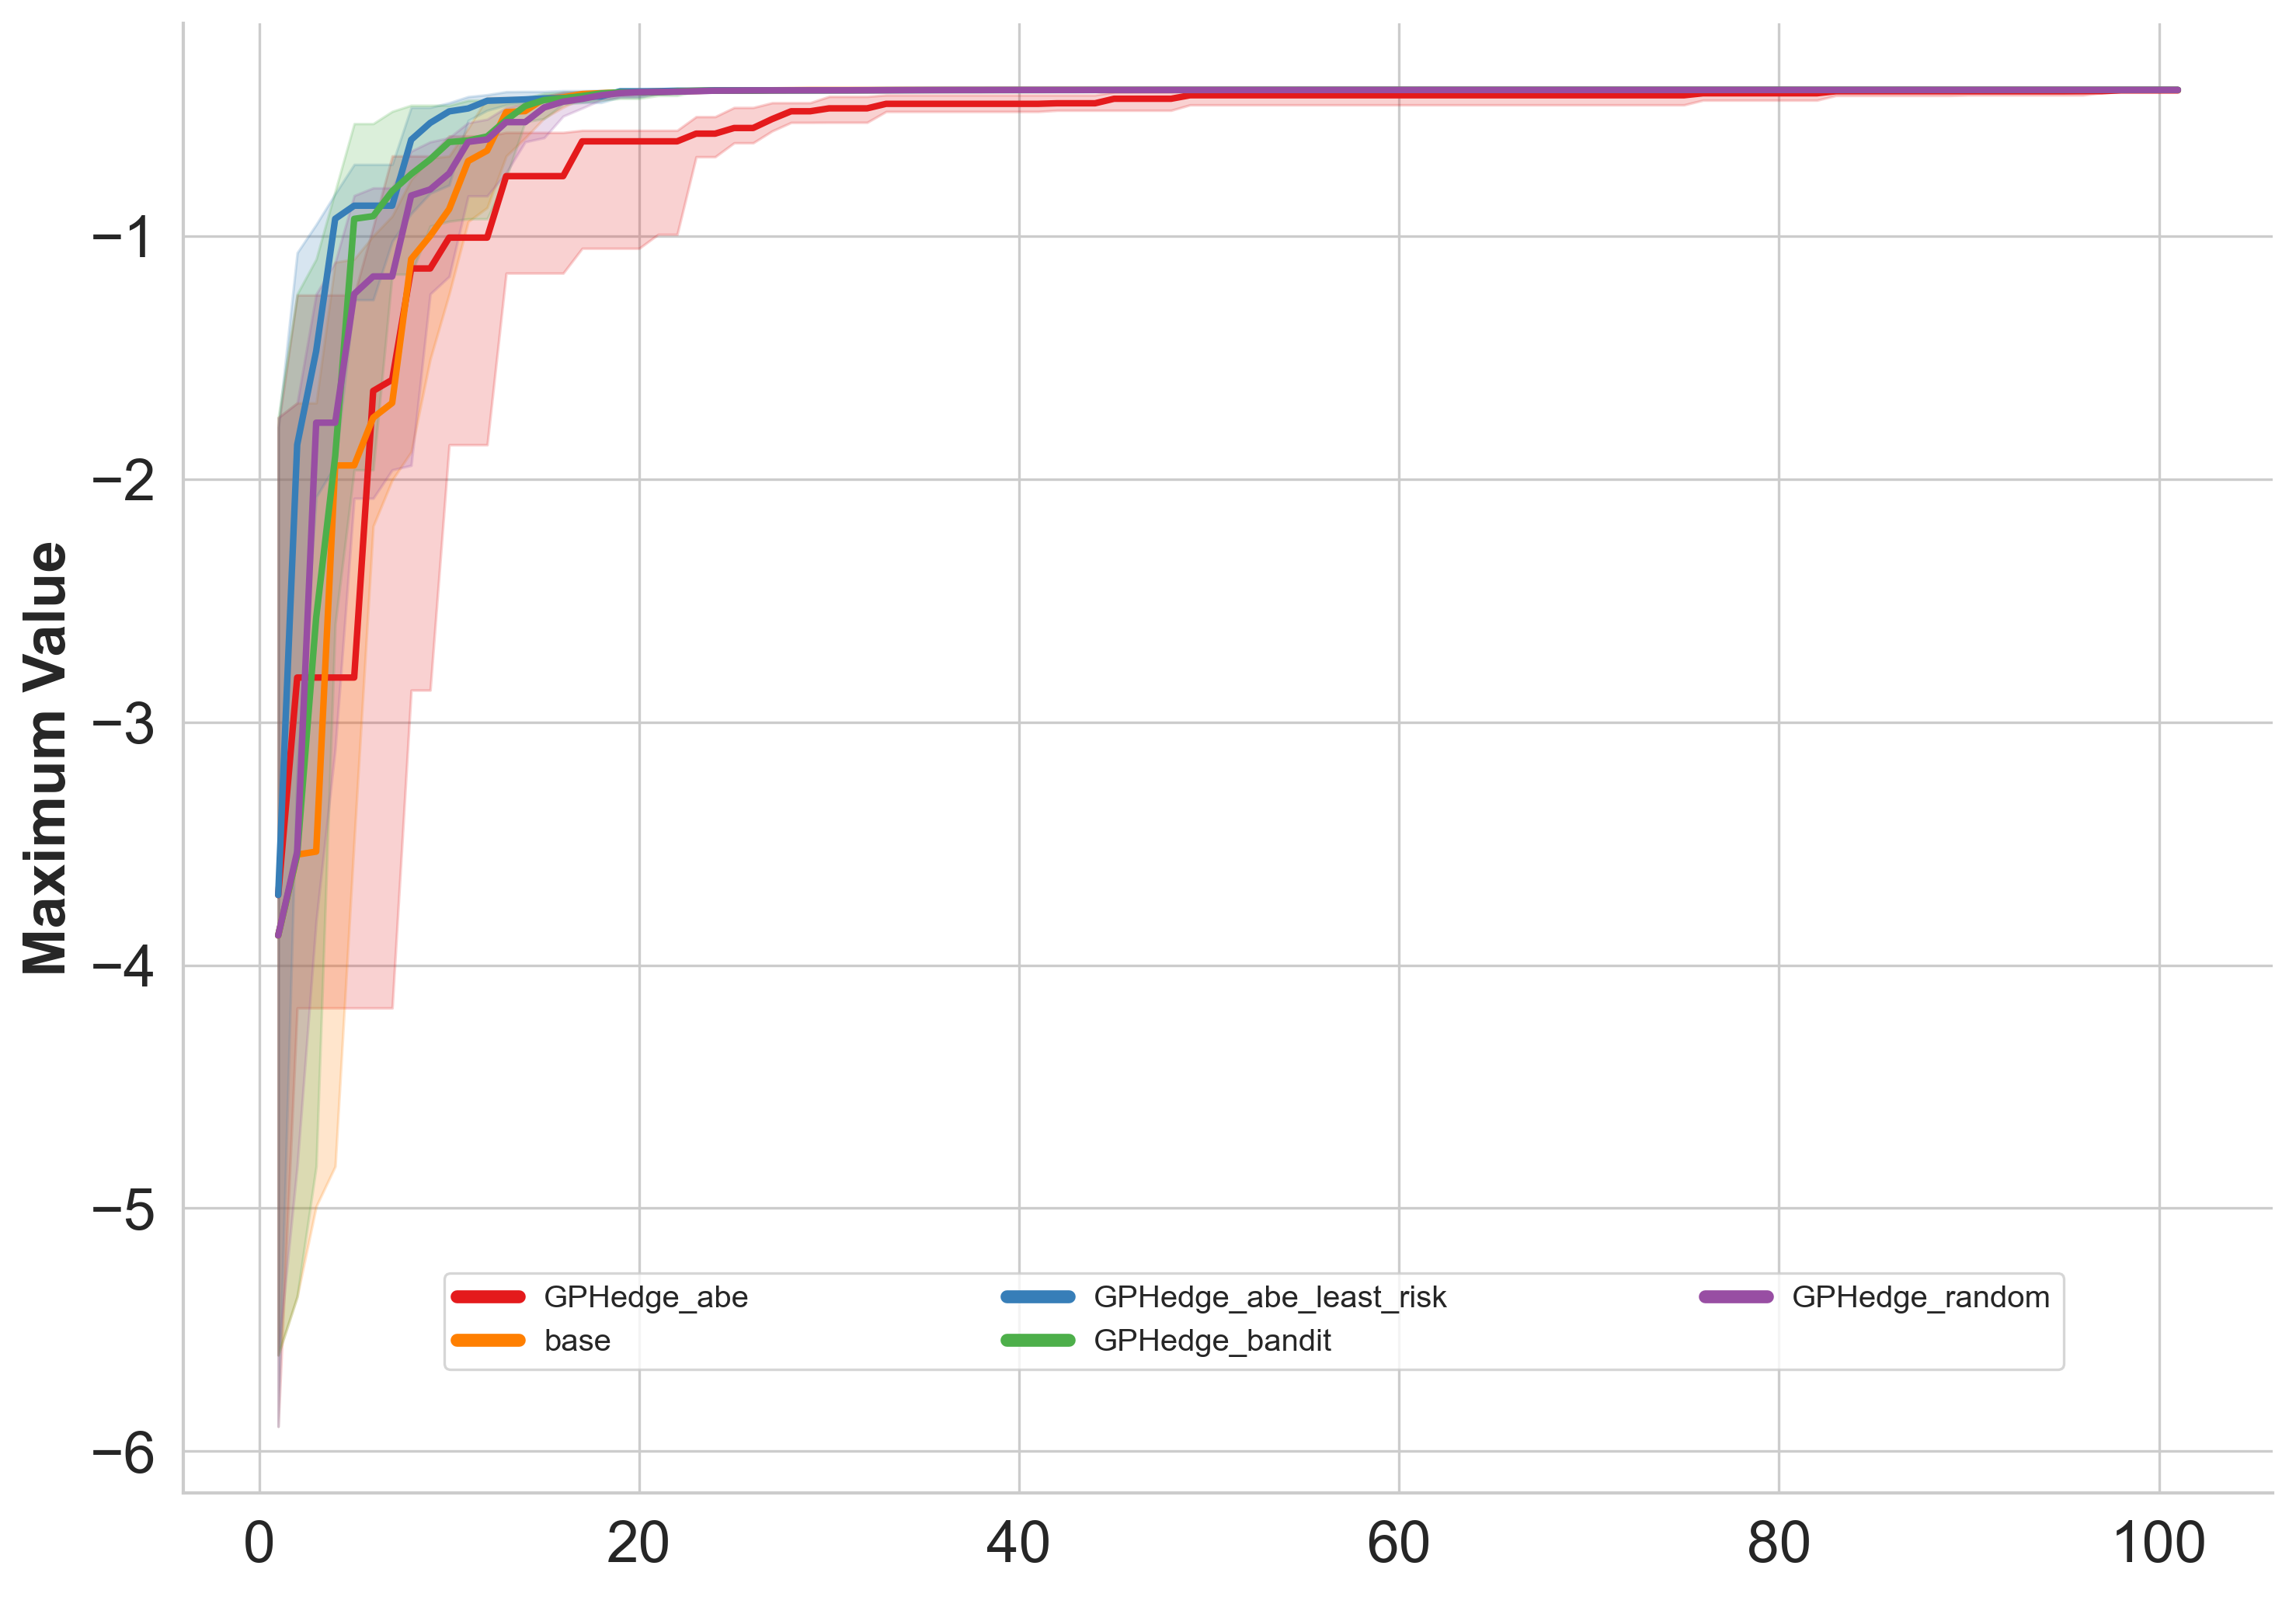 Maximum Value
−1
−2
−3
−4
−5
−6
0 20 40 60 80 100
GPHedge_abe GPHedge_abe_least_risk GPHedge_random
base GPHedge_bandit